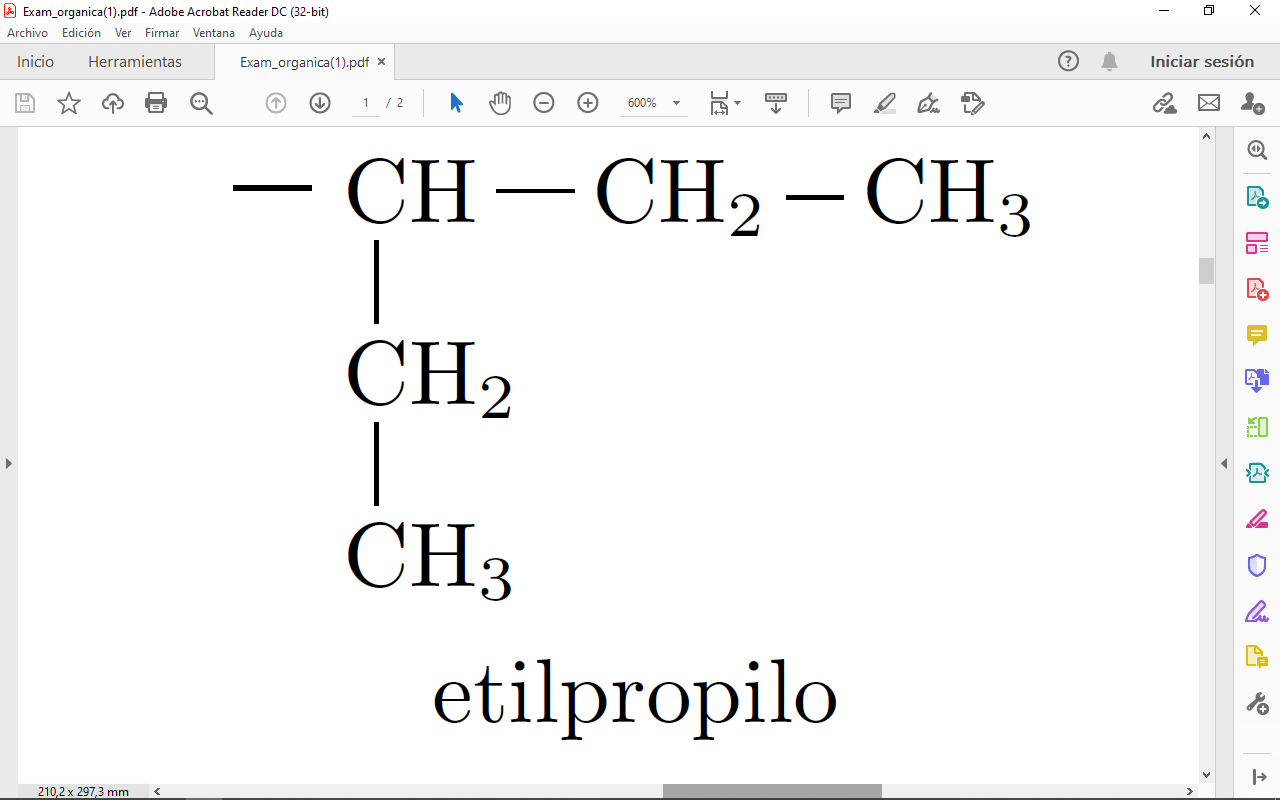 Exam_organica(1).pdf - Adobe Acrobat Reader DC (32-bit)
Archivo Edición Ver Firmar Ventana Ayuda
Inicio Herramientas Exam_organica(1).pdf × Iniciar sesión
1 / 2 600%
— CH — CH₂ — CH₃
CH₂
CH₃
etilpropilo
210,2 x 297,3 mm